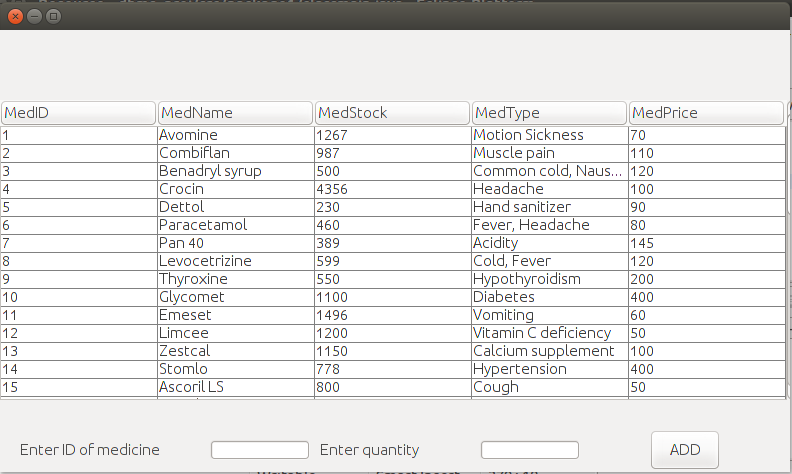 MedID MedName MedStock MedType MedPrice
1 Avomine 1267 Motion Sickness 70
2 Combiflan 987 Muscle pain 110
3 Benadryl syrup 500 Common cold, Naus... 120
4 Crocin 4356 Headache 100
5 Dettol 230 Hand sanitizer 90
6 Paracetamol 460 Fever, Headache 80
7 Pan 40 389 Acidity 145
8 Levocetrizine 599 Cold, Fever 120
9 Thyroxine 550 Hypothyroidism 200
10 Glycomet 1100 Diabetes 400
11 Emeset 1496 Vomiting 60
12 Limcee 1200 Vitamin C deficiency 50
13 Zestcal 1150 Calcium supplement 100
14 Stomlo 778 Hypertension 400
15 Ascoril LS 800 Cough 50
Enter ID of medicine Enter quantity ADD